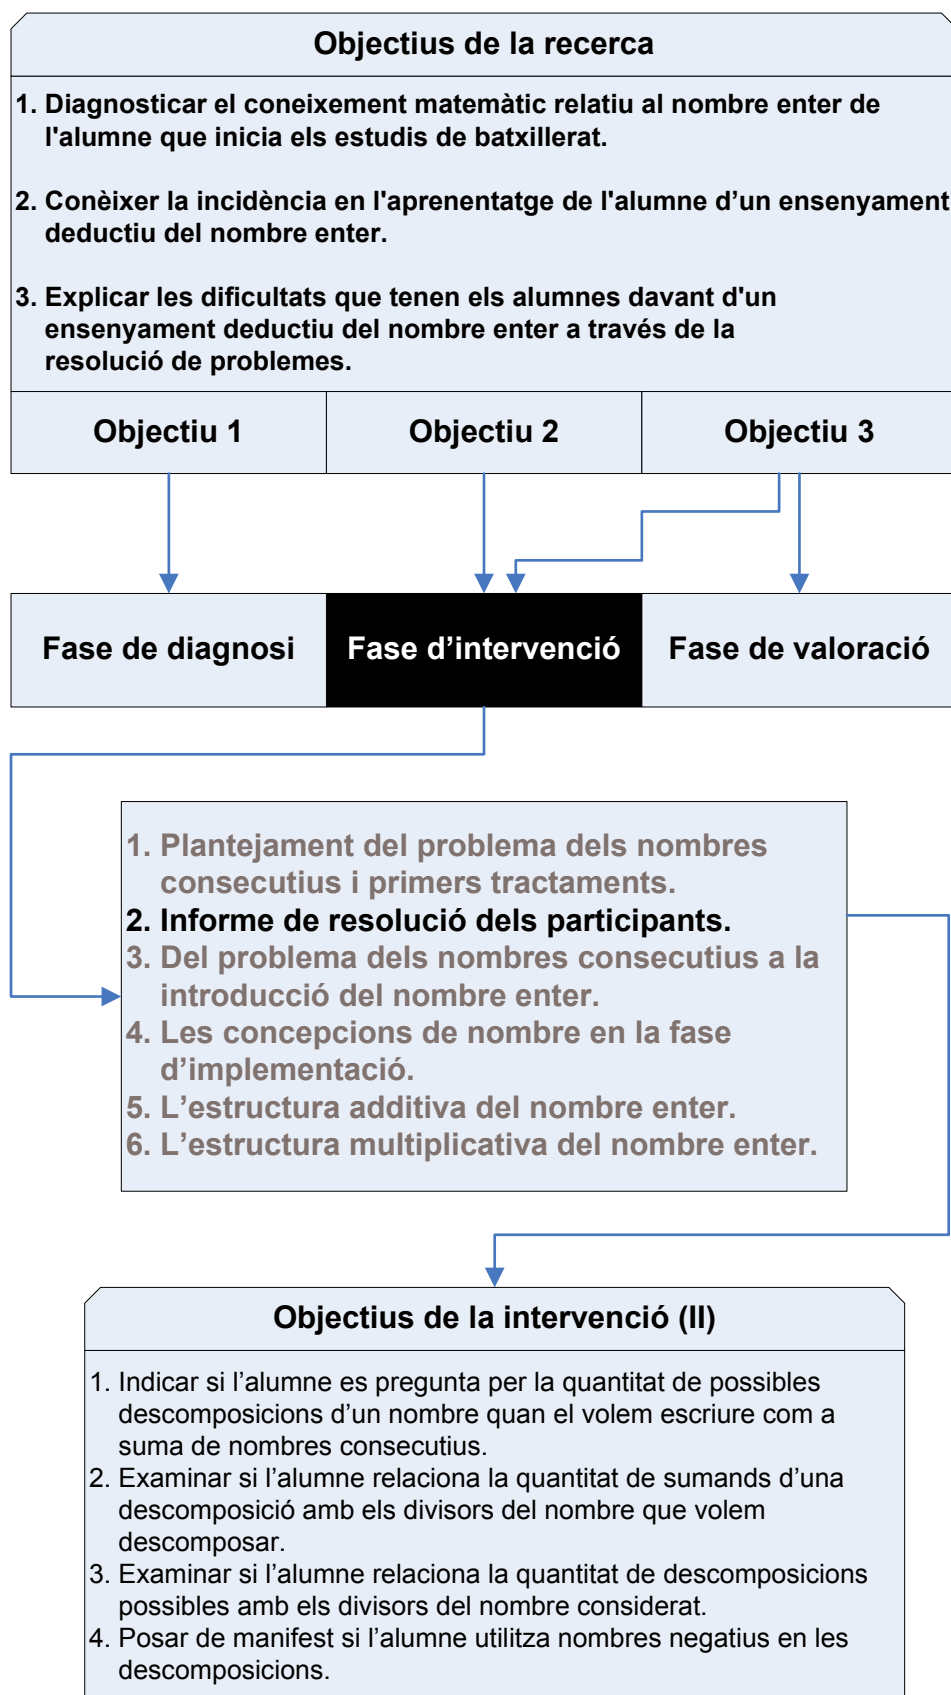 Objectius de la recerca
1. Diagnosticar el coneixement matemàtic relatiu al nombre enter de
l'alumne que inicia els estudis de batxillerat.
2. Conèixer la incidència en l'aprenentatge de l'alumne d’un ensenyament
deductiu del nombre enter.
3. Explicar les dificultats que tenen els alumnes davant d'un
ensenyament deductiu del nombre enter a través de la
resolució de problemes.
Objectiu 1
Objectiu 2
Objectiu 3
Fase de diagnosi
Fase d’intervenció
Fase de valoració
1. Plantejament del problema dels nombres
consecutius i primers tractaments.
2. Informe de resolució dels participants.
3. Del problema dels nombres consecutius a la
introducció del nombre enter.
4. Les concepcions de nombre en la fase
d’implementació.
5. L’estructura additiva del nombre enter.
6. L’estructura multiplicativa del nombre enter.
Objectius de la intervenció (II)
1. Indicar si l’alumne es pregunta per la quantitat de possibles
descomposicions d’un nombre quan el volem escriure com a
suma de nombres consecutius.
2. Examinar si l’alumne relaciona la quantitat de sumands d’una
descomposició amb els divisors del nombre que volem
descomposar.
3. Examinar si l’alumne relaciona la quantitat de descomposicions
possibles amb els divisors del nombre considerat.
4. Posar de manifest si l’alumne utilitza nombres negatius en les
descomposicions.